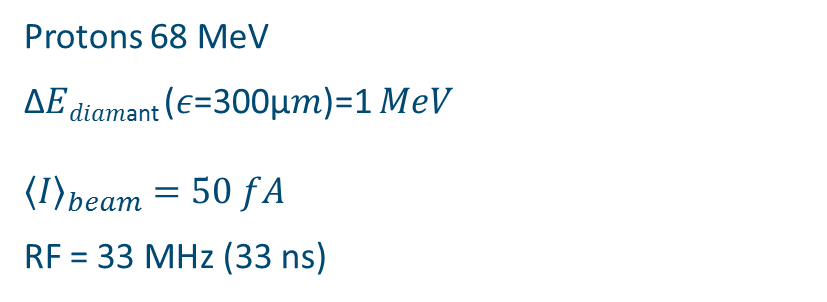 Protons 68 MeV
ΔE diamant (ϵ=300μm)=1 MeV
⟨I⟩beam = 50 fA
RF = 33 MHz (33 ns)